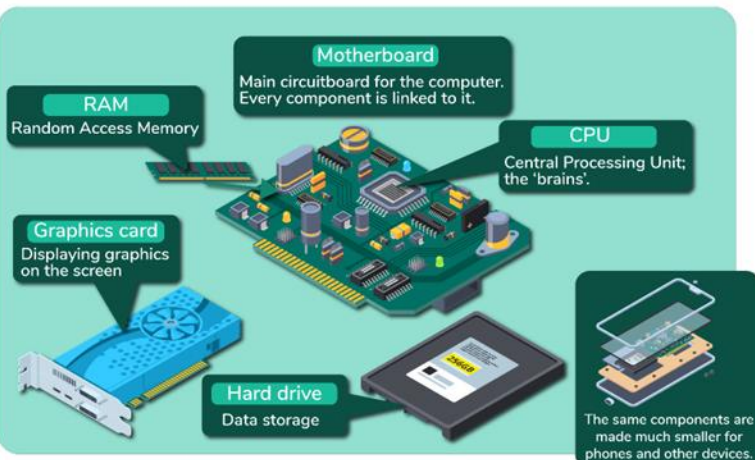 Motherboard
Main circuitboard for the computer.
Every component is linked to it.
RAM
Random Access Memory
CPU
Central Processing Unit;
the ‘brains’.
Graphics card
Displaying graphics
on the screen
256GB
Hard drive
Data storage
The same components are
made much smaller for
phones and other devices.